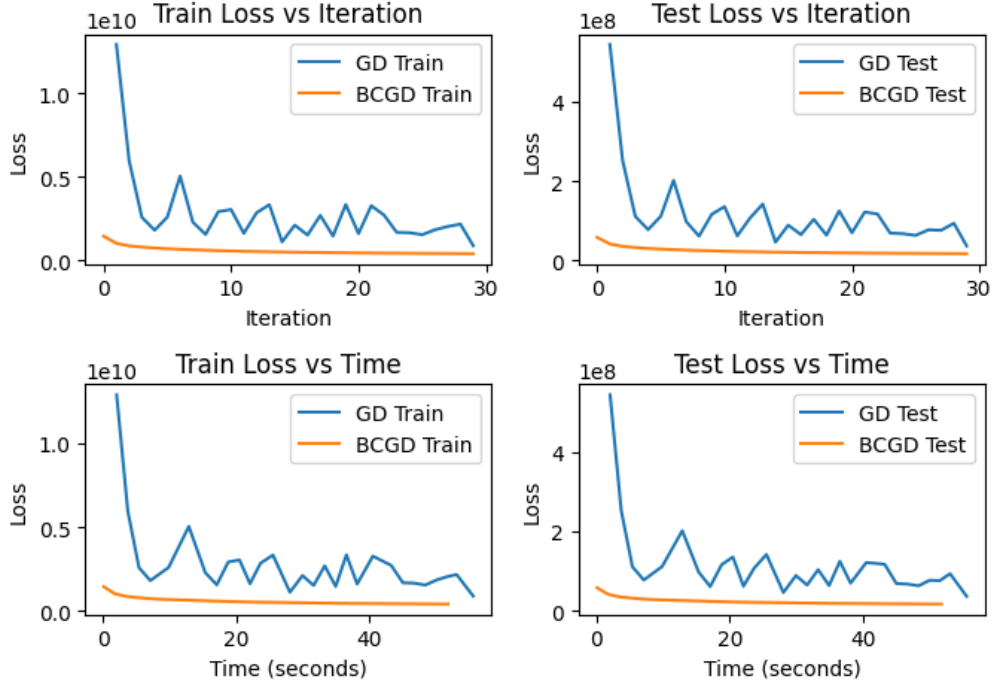 Train Loss vs Iteration
1e10
GD Train
BCGD Train
1.0
0.5
0.0
Loss
0 10 20 30
Iteration
Test Loss vs Iteration
1e8
GD Test
BCGD Test
4
2
0
Loss
0 10 20 30
Iteration
Train Loss vs Time
1e10
GD Train
BCGD Train
1.0
0.5
0.0
Loss
0 20 40
Time (seconds)
Test Loss vs Time
1e8
GD Test
BCGD Test
4
2
0
Loss
0 20 40
Time (seconds)